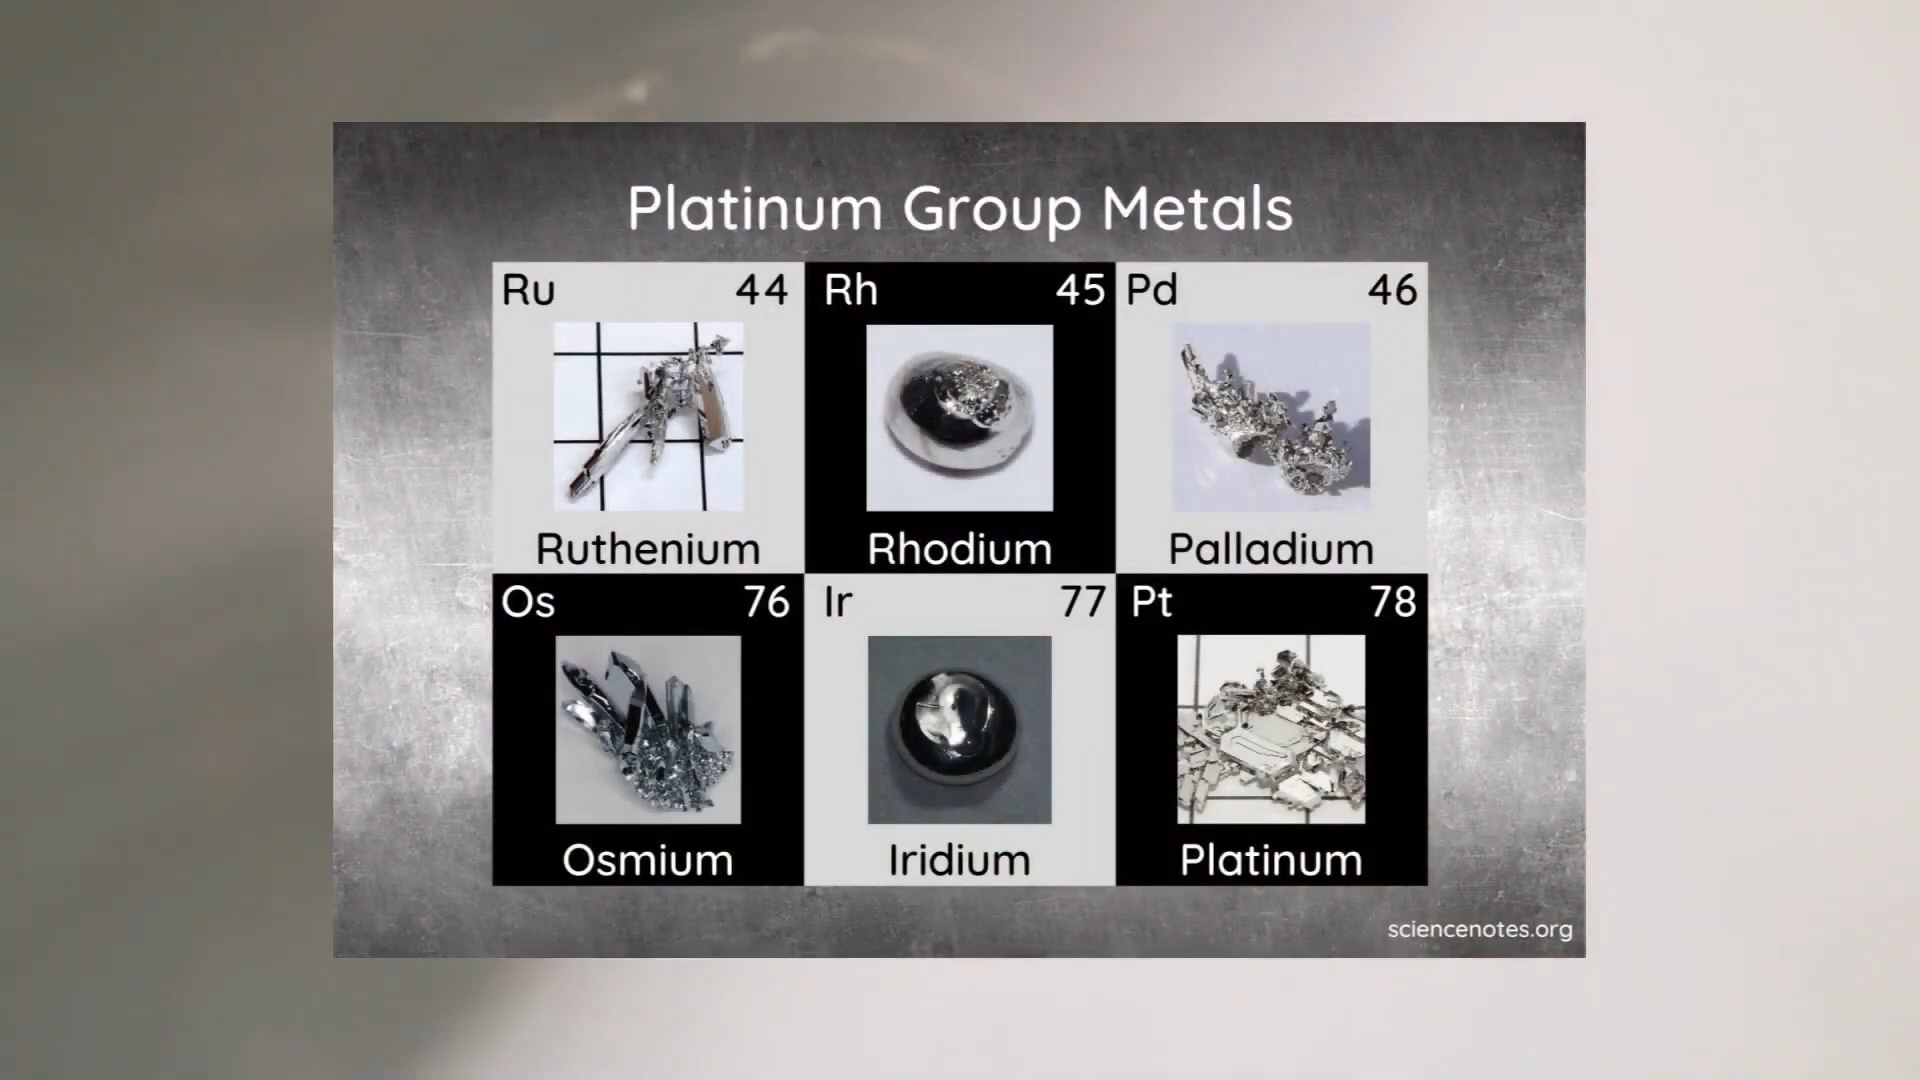 Platinum Group Metals
Ru 44 Rh 45 Pd 46
Ruthenium Rhodium Palladium
Os 76 Ir 77 Pt 78
Osmium Iridium Platinum
sciencenotes.org